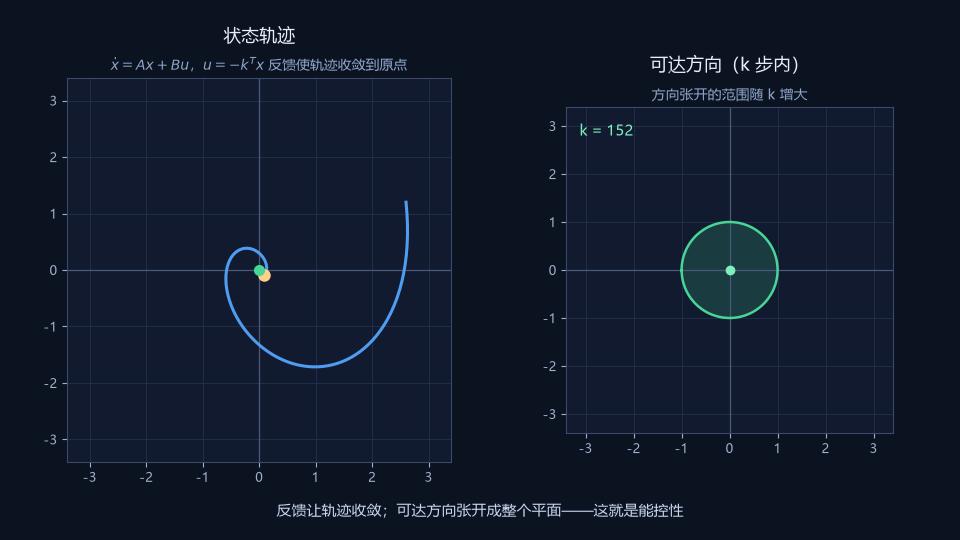 状态轨迹
ẋ = Ax + Bu，u = −kᵀx 反馈使轨迹收敛到原点
3
2
1
0
-1
-2
-3
-3 -2 -1 0 1 2 3
可达方向（k 步内）
方向张开的范围随 k 增大
k = 152
3
2
1
0
-1
-2
-3
-3 -2 -1 0 1 2 3
反馈让轨迹收敛；可达方向张开成整个平面——这就是能控性